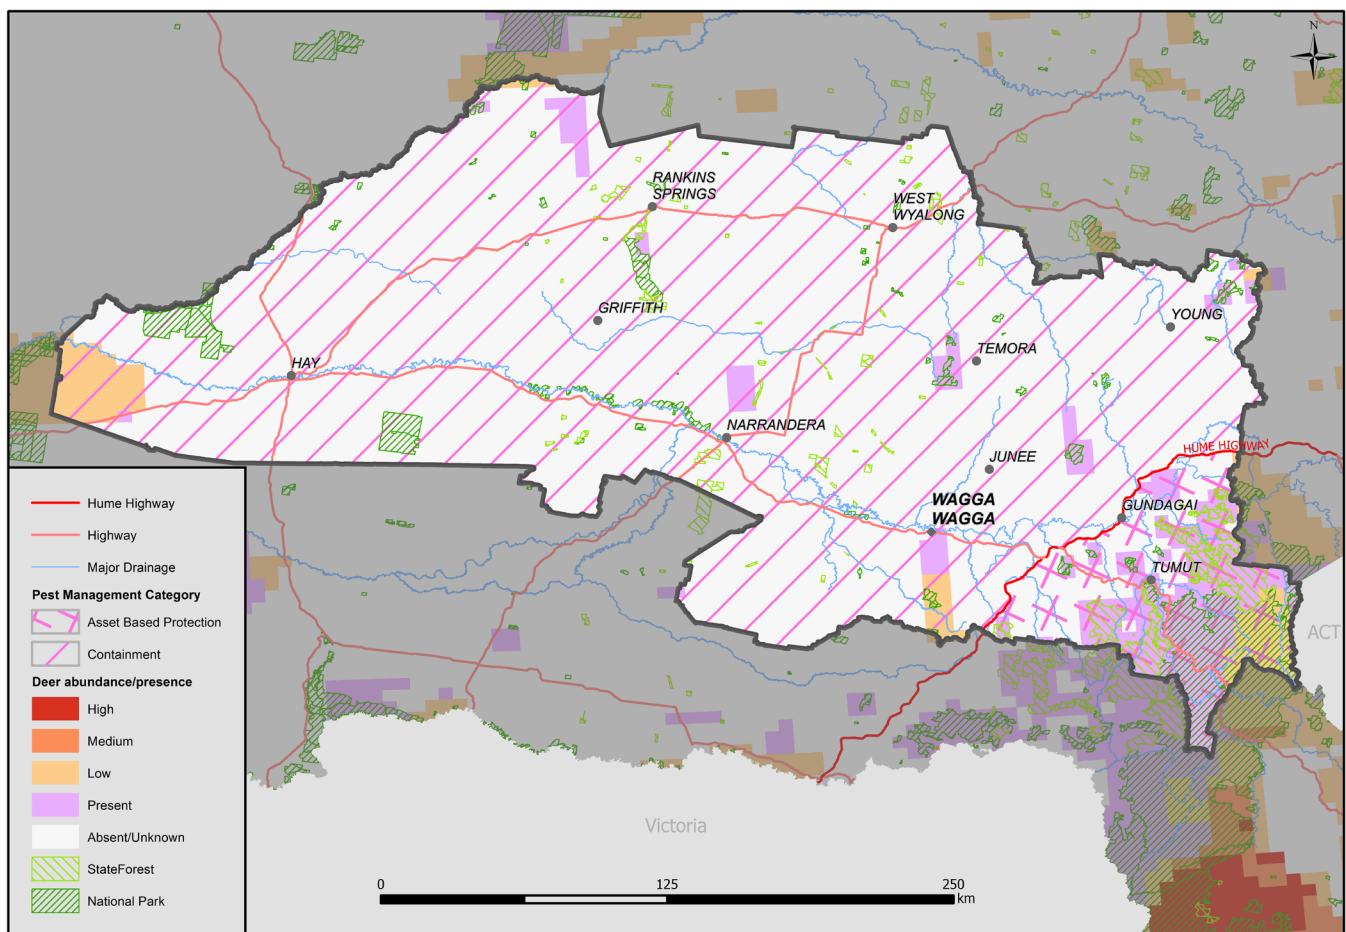 N
RANKINS
SPRINGS
WEST
WYALONG
GRIFFITH
YOUNG
HAY
TEMORA
NARRANDERA
HUME HIGHWAY
JUNEE
WAGGA
WAGGA
GUNDAGAI
TUMUT
ACT
Victoria
Hume Highway
Highway
Major Drainage
Pest Management Category
Asset Based Protection
Containment
Deer abundance/presence
High
Medium
Low
Present
Absent/Unknown
StateForest
National Park
0 125 250
km